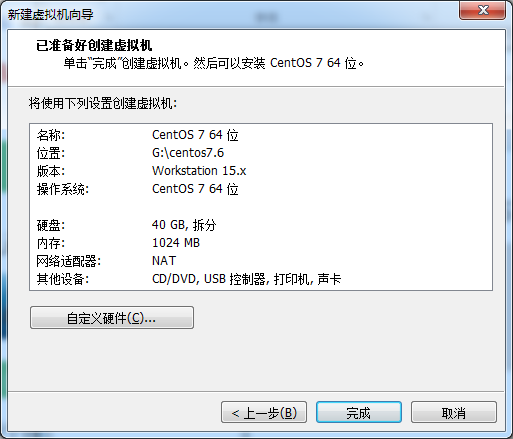 新建虚拟机向导
已准备好创建虚拟机
单击“完成”创建虚拟机。然后可以安装 CentOS 7 64 位。
将使用下列设置创建虚拟机:
名称: CentOS 7 64 位
位置: G:\centos7.6
版本: Workstation 15.x
操作系统: CentOS 7 64 位
硬盘: 40 GB, 拆分
内存: 1024 MB
网络适配器: NAT
其他设备: CD/DVD, USB 控制器, 打印机, 声卡
自定义硬件(C)...
< 上一步(B) 完成 取消